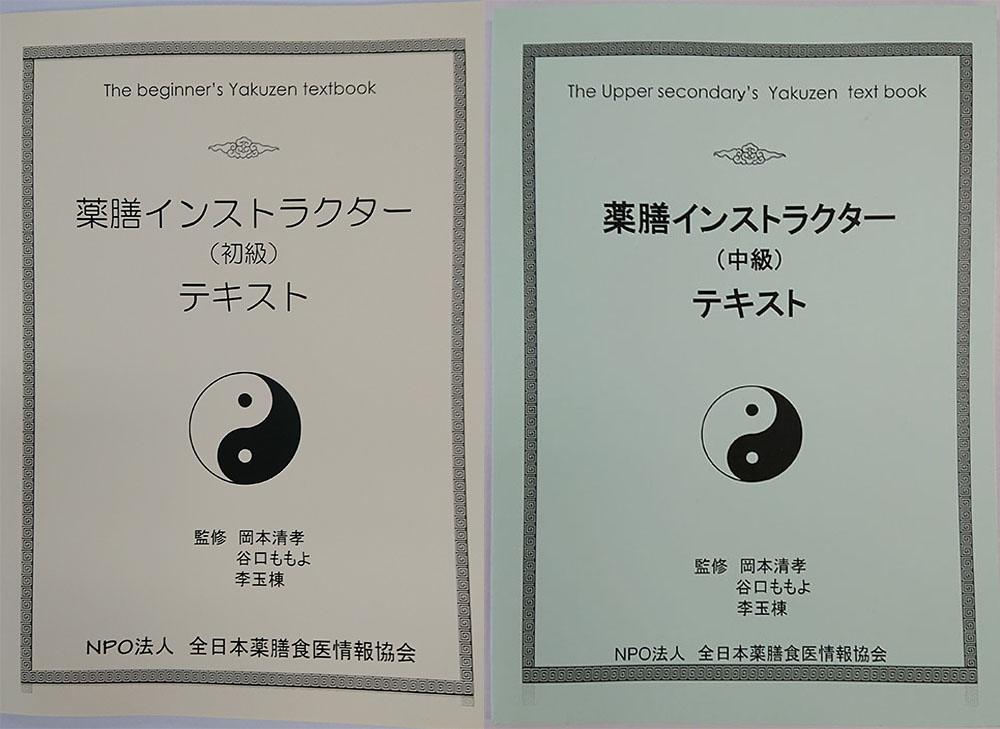 The beginner's Yakuzen textbook
薬膳インストラクター
（初級）
テキスト
監修 岡本清孝
谷口ももよ
李玉棟
NPO法人 全日本薬膳食医情報協会
The Upper secondary's Yakuzen text book
薬膳インストラクター
（中級）
テキスト
監修 岡本清孝
谷口ももよ
李玉棟
NPO法人 全日本薬膳食医情報協会